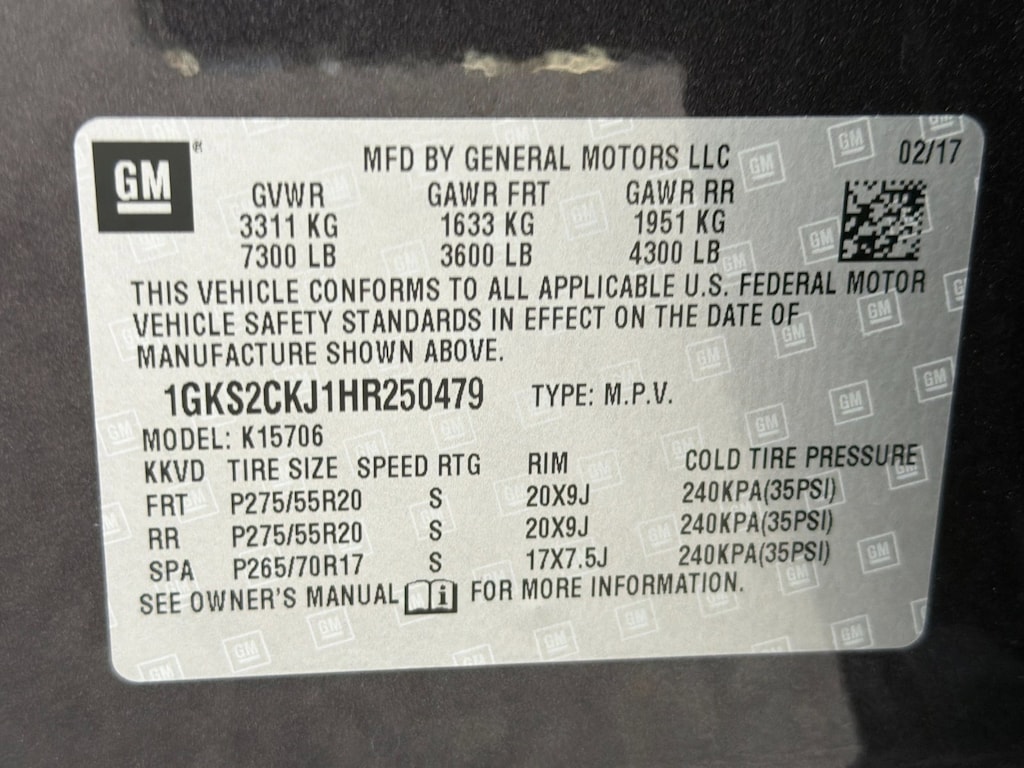 GM ®
MFD BY GENERAL MOTORS LLC 02/17
GVWR GAWR FRT GAWR RR
3311 KG 1633 KG 1951 KG
7300 LB 3600 LB 4300 LB
THIS VEHICLE CONFORMS TO ALL APPLICABLE U.S. FEDERAL MOTOR
VEHICLE SAFETY STANDARDS IN EFFECT ON THE DATE OF
MANUFACTURE SHOWN ABOVE.
1GKS2CKJ1HR250479 TYPE: M.P.V.
MODEL: K15706
KKVD TIRE SIZE SPEED RTG RIM COLD TIRE PRESSURE
FRT P275/55R20 S 20X9J 240KPA(35PSI)
RR P275/55R20 S 20X9J 240KPA(35PSI)
SPA P265/70R17 S 17X7.5J 240KPA(35PSI)
SEE OWNER'S MANUAL i FOR MORE INFORMATION.